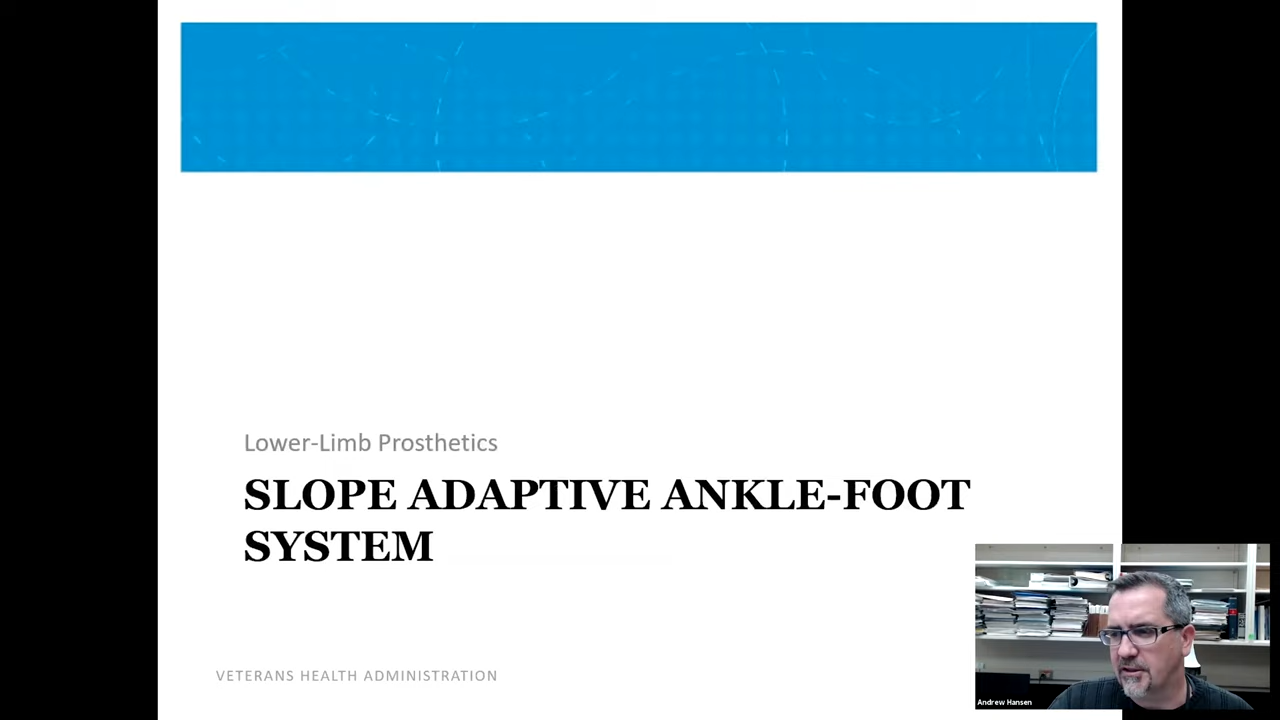 Lower-Limb Prosthetics
SLOPE ADAPTIVE ANKLE-FOOT
SYSTEM
VETERANS HEALTH ADMINISTRATION
Andrew Hansen